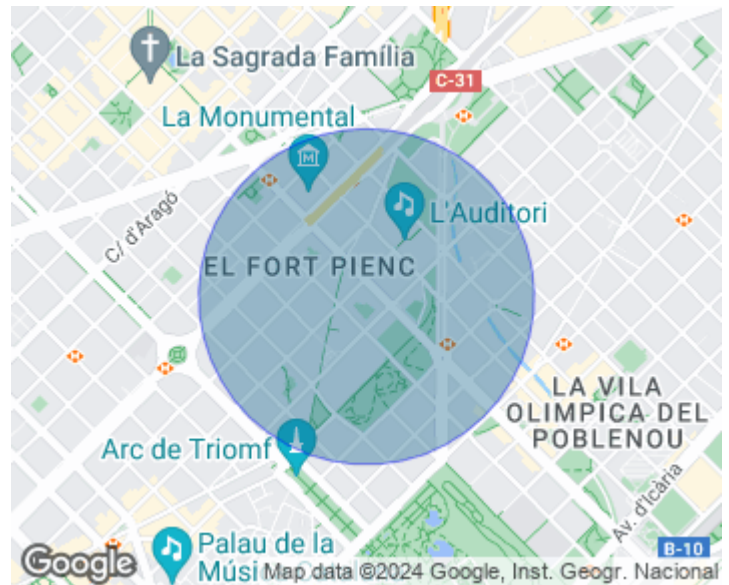 La Sagrada Família
C-31
La Monumental
C/ d'Aragó
L'Auditori
EL FORT PIENC
LA VILA
OLIMPICA DEL
POBLENOU
Arc de Triomf
Av. d'Icària
B-10
Palau de la
Músi
Google
Map data ©2024 Google, Inst. Geogr. Nacional